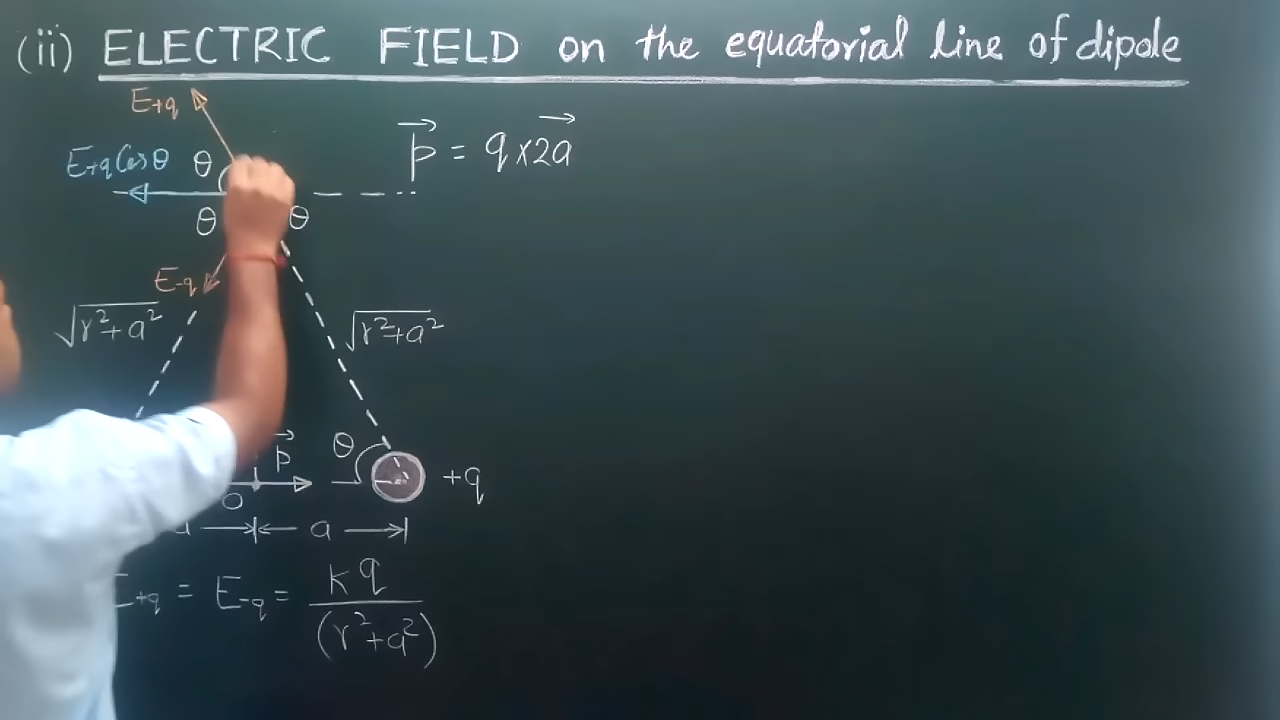 (ii) ELECTRIC FIELD on the equatorial line of dipole
E+q
E+q Cos θ θ
p⃗ = q×2a⃗
θ θ
E-q
√r²+a² √r²+a²
p⃗ θ
+q
O
a
E+q = E-q = Kq/(r²+a²)